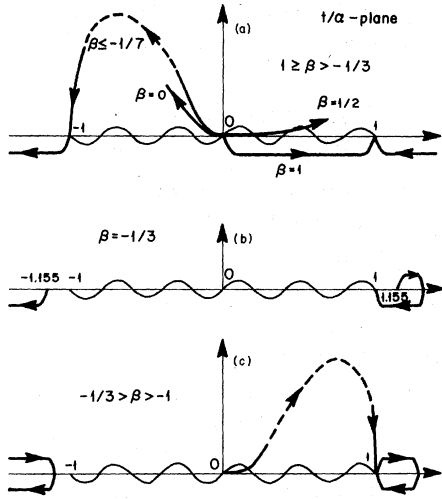 t/α-plane
β≤-1/7
(a)
1 ≥ β > -1/3
β=0
β=1/2
-1
0
1
β=1
β=-1/3
(b)
-1.155 -1
0
1
1.155
(c)
-1/3 > β > -1
-1
0
1